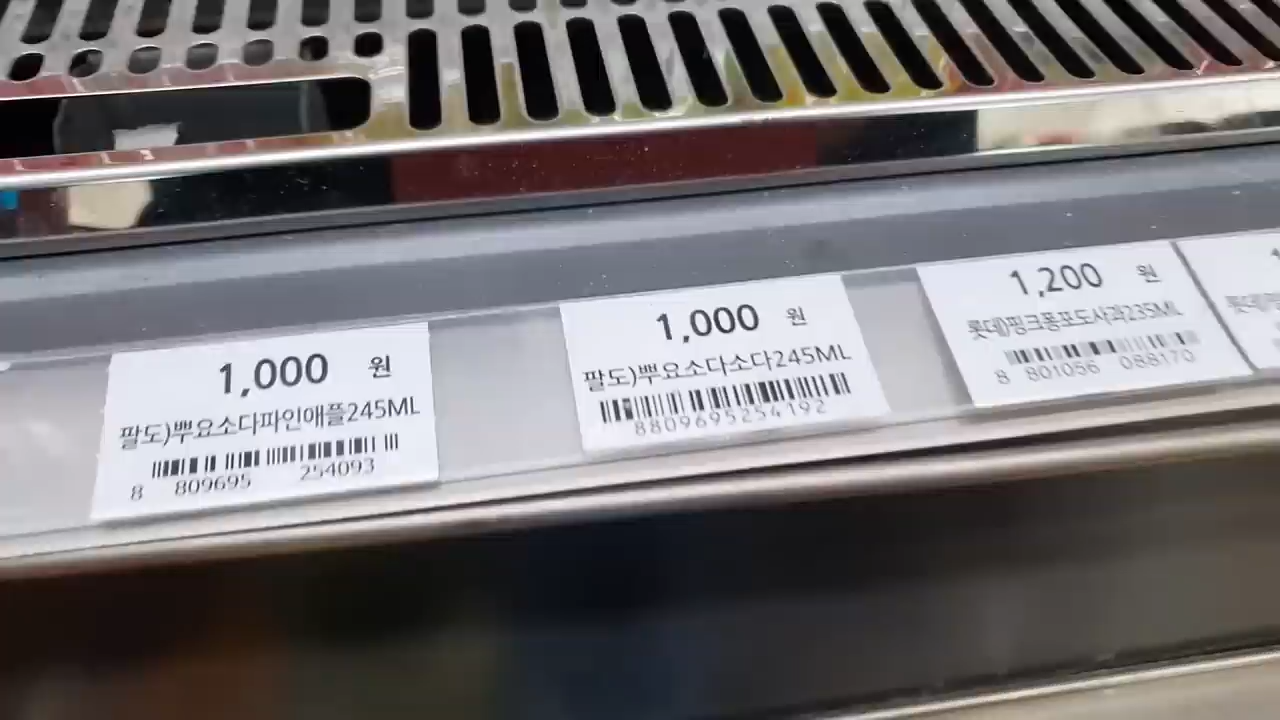 1,000 원
팔도)뿌요소다파인애플245ML
8 809695 254093
1,000 원
팔도)뿌요소다소다245ML
8809695254192
1,200 원
롯데)핑크퐁포도사과235ML
8 801056 088170
롯데)